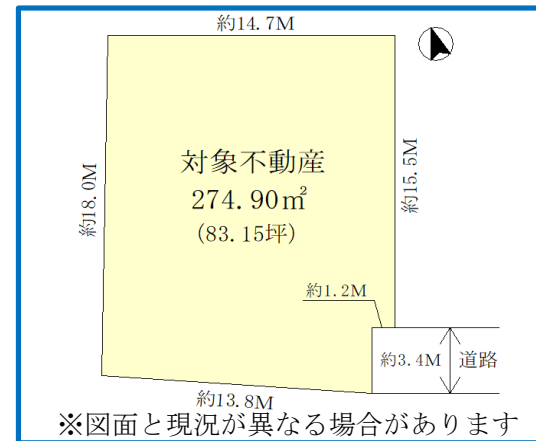 約14.7M
対象不動産
274.90㎡
(83.15坪)
約18.0M
約15.5M
約1.2M
約3.4M
道路
約13.8M
※図面と現況が異なる場合があります